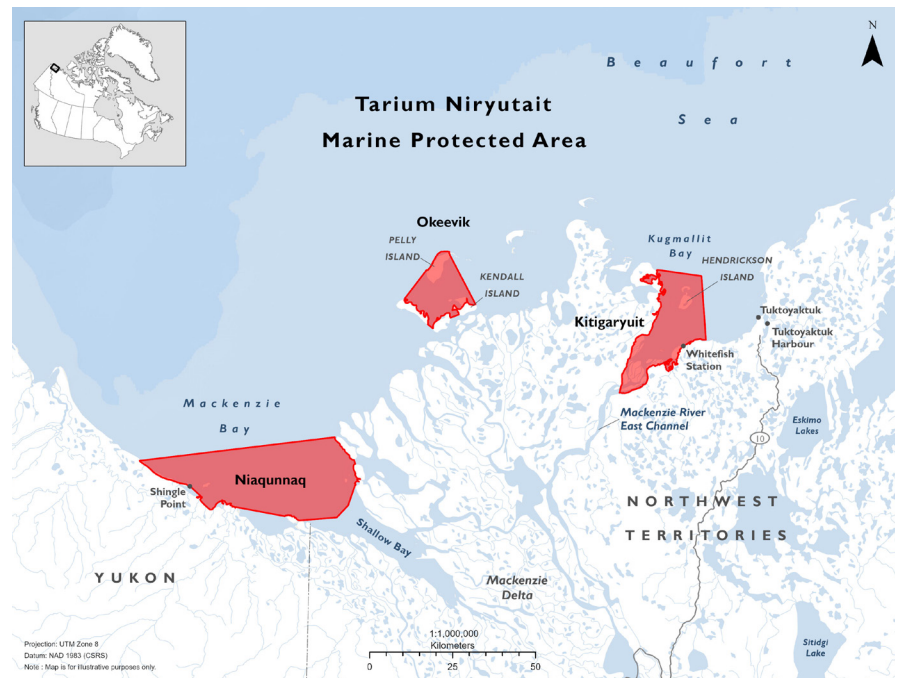 N
Beaufort
Sea
Tarium Niryutait
Marine Protected Area
Okeevik
PELLY
ISLAND
KENDALL
ISLAND
Kugmallit
Bay
HENDRICKSON
ISLAND
Kitigaryuit
Tuktoyaktuk
Tuktoyaktuk
Harbour
Whitefish
Station
Mackenzie River
East Channel
Eskimo
Lakes
10
Mackenzie
Bay
Niaqunnaq
Shingle
Point
Shallow Bay
NORTHWEST
TERRITORIES
YUKON
Mackenzie
Delta
Sitidgi
Lake
1:1,000,000
Kilometers
0 25 50
Projection: UTM Zone 8
Datum: NAD 1983 (CSRS)
Note : Map is for illustrative purposes only.